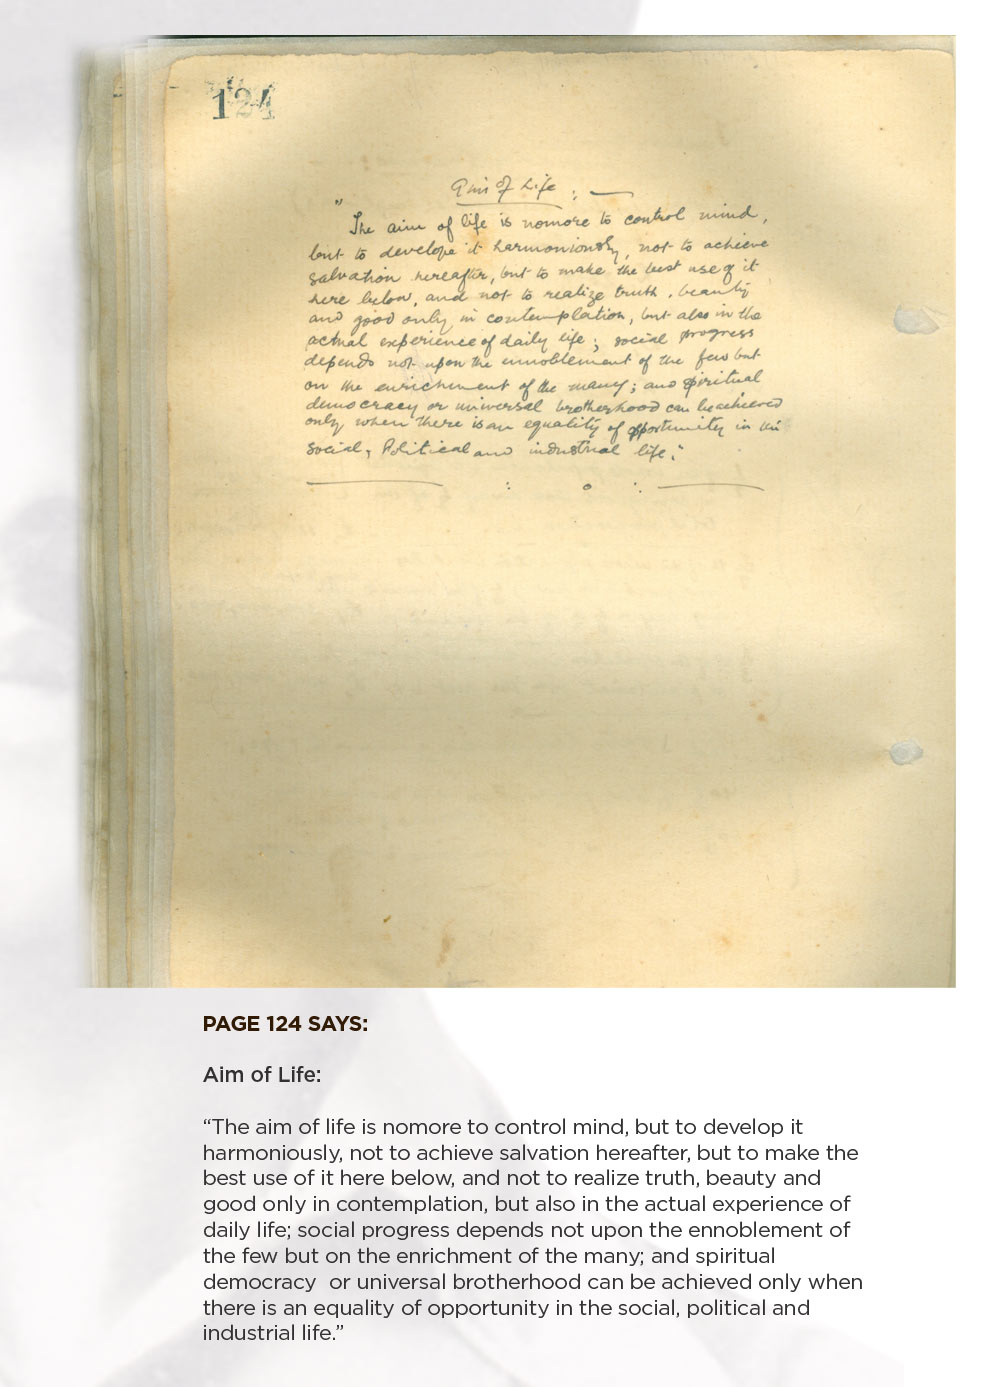 124
Aim of Life : —
"The aim of life is nomore to control mind,
but to develope it harmoniously, not to achieve
salvation hereafter, but to make the best use of it
here below, and not to realize truth, beauty
and good only in contemplation, but also in the
actual experience of daily life; social progress
depends not upon the ennoblement of the few but
on the enrichment of the many; and spiritual
democracy or universal brotherhood can be achieved
only when there is an equality of opportunity in the
social, Political and industrial life."
PAGE 124 SAYS:
Aim of Life:
“The aim of life is nomore to control mind, but to develop it
harmoniously, not to achieve salvation hereafter, but to make the
best use of it here below, and not to realize truth, beauty and
good only in contemplation, but also in the actual experience of
daily life; social progress depends not upon the ennoblement of
the few but on the enrichment of the many; and spiritual
democracy  or universal brotherhood can be achieved only when
there is an equality of opportunity in the social, political and
industrial life.”